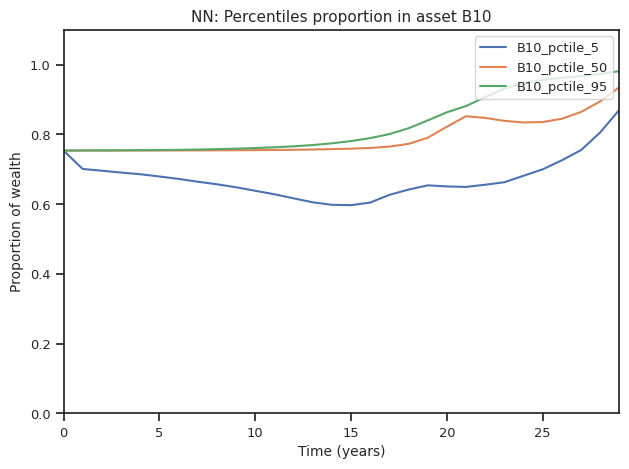 NN: Percentiles proportion in asset B10
B10_pctile_5
B10_pctile_50
B10_pctile_95
1.0
0.8
0.6
0.4
0.2
0.0
Proportion of wealth
0 5 10 15 20 25
Time (years)